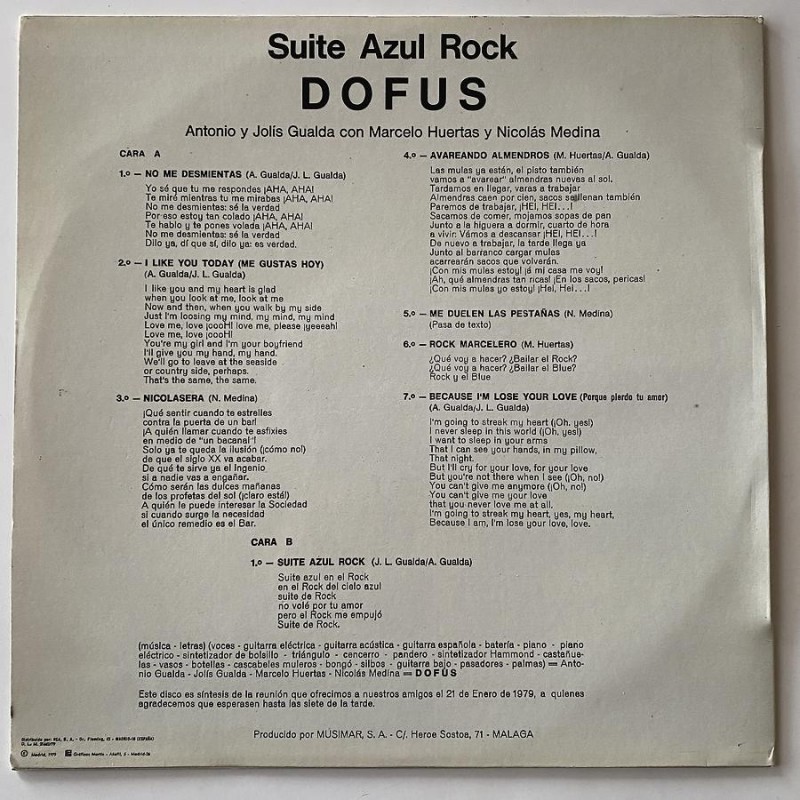 Suite Azul Rock
DOFUS
Antonio y Jolís Gualda con Marcelo Huertas y Nicolás Medina
CARA A
1.º — NO ME DESMIENTAS (A. Gualda/J. L. Gualda)
Yo sé que tu me respondes ¡AHA, AHA!
Te miró mientras tu me mirabas ¡AHA, AHA!
No me desmientas: sé la verdad
Por eso estoy tan colado ¡AHA, AHA!
Te hablo y te pones volada ¡AHA, AHA!
No me desmientas: sé la verdad
Dilo ya, dí que sí, dilo ya: es verdad.
2.º — I LIKE YOU TODAY (ME GUSTAS HOY)
(A. Gualda/J. L. Gualda)
I like you and my heart is glad
when you look at me, look at me
Now and then, when you walk by my side
Just I'm loosing my mind, my mind, my mind
Love me, love ¡oooH! love me, please ¡yeeeah!
Love me, love ¡oooH!
You're my girl and I'm your boyfriend
I'll give you my hand, my hand.
We'll go to leave at the seaside
or country side, perhaps.
That's the same, the same.
3.º — NICOLASERA (N. Medina)
¡Qué sentir cuando te estrelles
contra la puerta de un bar!
¡A quién llamar cuando te asfixies
en medio de "un bacanal"!
Solo ya te queda la ilusión (¡cómo no!)
de que el siglo XX va acabar.
De qué te sirve ya el Ingenio
si a nadie vas a engañar.
Cómo serán las dulces mañanas
de los profetas del sol (¡claro está!)
A quién le puede interesar la Sociedad
si cuando surge la necesidad
el único remedio es el Bar.
4.º — AVAREANDO ALMENDROS (M. Huertas/A. Gualda)
Las mulas ya están, el pisto también
vamos a "avarear" almendras nuevas al sol.
Tardamos en llegar, varas a trabajar
Almendras caen por cien, sacos se llenan también
Paremos de trabajar, ¡HEI, HEI...!
Sacamos de comer, mojamos sopas de pan
Junto a la higuera a dormir, cuarto de hora
a vivir: Vámos a descansar ¡HEI, HEI...!
De nuevo a trabajar, la tarde llega ya
Junto al barranco cargar mulas
acarrearán sacos que volverán.
¡Con mis mulas estoy! ¡á mí casa me voy!
¡Ah, qué almendras tan ricas! ¡En los sacos, pericas!
¡Con mis mulas yo estoy! ¡Hei, Hei...!
5.º — ME DUELEN LAS PESTAÑAS (N. Medina)
(Pasa de texto)
6.º — ROCK MARCELERO (M. Huertas)
¿Qué voy a hacer? ¿Bailar el Rock?
¿Qué voy a hacer? ¿Bailar el Blue?
Rock y el Blue
7.º — BECAUSE I'M LOSE YOUR LOVE (Porque pierdo tu amor)
(A. Gualda/J. L. Gualda)
I'm going to streak my heart (¡Oh, yes!)
I never sleep in this world (¡Oh, yes!)
I want to sleep in your arms
That I can see your hands, in my pillow,
That night.
But I'll cry for your love, for your love
But you're not there when I see (¡Oh, no!)
You can't give me anymore (¡Oh, no!)
You can't give me your love
that you never love me at all.
I'm going to streak my heart, yes, my heart,
Because I am, I'm lose your love, love.
CARA B
1.º — SUITE AZUL ROCK (J. L. Gualda/A. Gualda)
Suite azul en el Rock
en el Rock del cielo azul
suite de Rock
no volé por tu amor
pero el Rock me empujó
Suite de Rock.
(música - letras) (voces - guitarra eléctrica - guitarra acústica - guitarra española - batería - piano - piano
eléctrico - sintetizador de bolsillo - triángulo - cencerro - pandero - sintetizador Hammond - castañue-
las - vasos - botellas - cascabeles muleros - bongó - silbos - guitarra bajo - pasadores - palmas) = Anto-
nio Gualda - Jolís Gualda - Marcelo Huertas - Nicolás Medina = DOFUS
Este disco es síntesis de la reunión que ofrecimos a nuestros amigos el 21 de Enero de 1979, a quienes
agradecemos que esperasen hasta las siete de la tarde.
Producido por MÚSIMAR, S. A. - C/. Heroe Sostoa, 71 - MALAGA